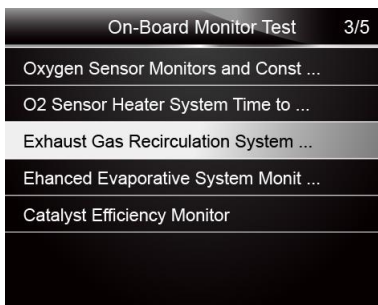 On-Board Monitor Test 3/5
Oxygen Sensor Monitors and Const ...
O2 Sensor Heater System Time to ...
Exhaust Gas Recirculation System ...
Ehanced Evaporative System Monit ...
Catalyst Efficiency Monitor